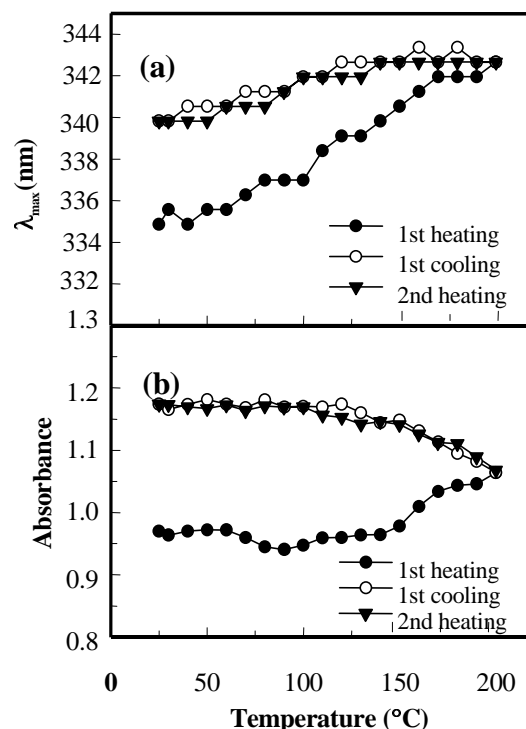 344
(a)
342
340
338
336
334
332
1.3
λmax(nm)
1st heating
1st cooling
2nd heating
(b)
1.2
1.1
1.0
0.9
0.8
Absorbance
1st heating
1st cooling
2nd heating
0 50 100 150 200
Temperature (°C)